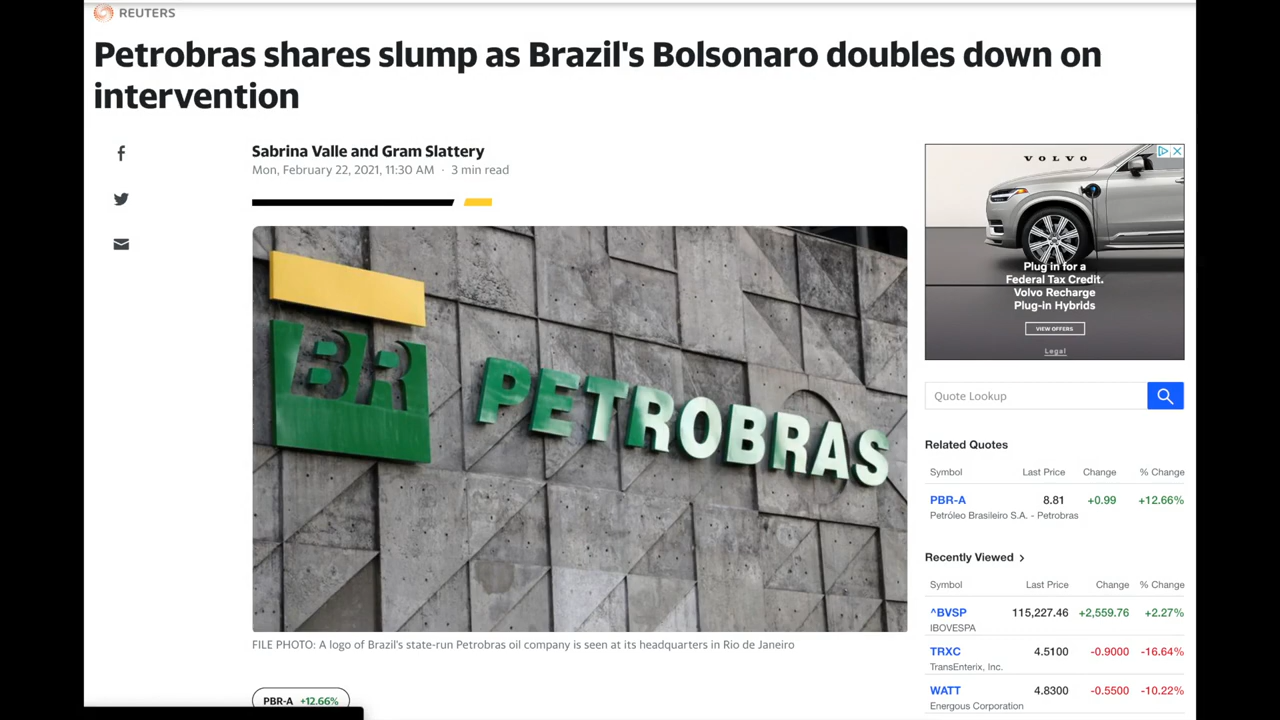 REUTERS
Petrobras shares slump as Brazil's Bolsonaro doubles down on
intervention
Sabrina Valle and Gram Slattery
Mon, February 22, 2021, 11:30 AM · 3 min read
BR
PETROBRAS
FILE PHOTO: A logo of Brazil's state-run Petrobras oil company is seen at its headquarters in Rio de Janeiro
PBR-A +12.66%
VOLVO
Plug in for a
Federal Tax Credit.
Volvo Recharge
Plug-in Hybrids
VIEW OFFERS
Legal
Quote Lookup
Related Quotes
Symbol Last Price Change % Change
PBR-A 8.81 +0.99 +12.66%
Petróleo Brasileiro S.A. - Petrobras
Recently Viewed >
Symbol Last Price Change % Change
^BVSP 115,227.46 +2,559.76 +2.27%
IBOVESPA
TRXC 4.5100 -0.9000 -16.64%
TransEnterix, Inc.
WATT 4.8300 -0.5500 -10.22%
Energous Corporation